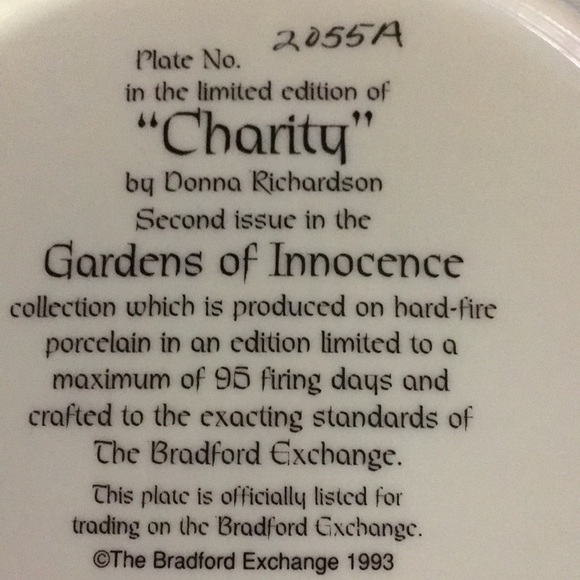 Plate No. 2055A
in the limited edition of
“Charity”
by Donna Richardson
Second issue in the
Gardens of Innocence
collection which is produced on hard-fire
porcelain in an edition limited to a
maximum of 95 firing days and
crafted to the exacting standards of
The Bradford Exchange.
This plate is officially listed for
trading on the Bradford Exchange.
©The Bradford Exchange 1993